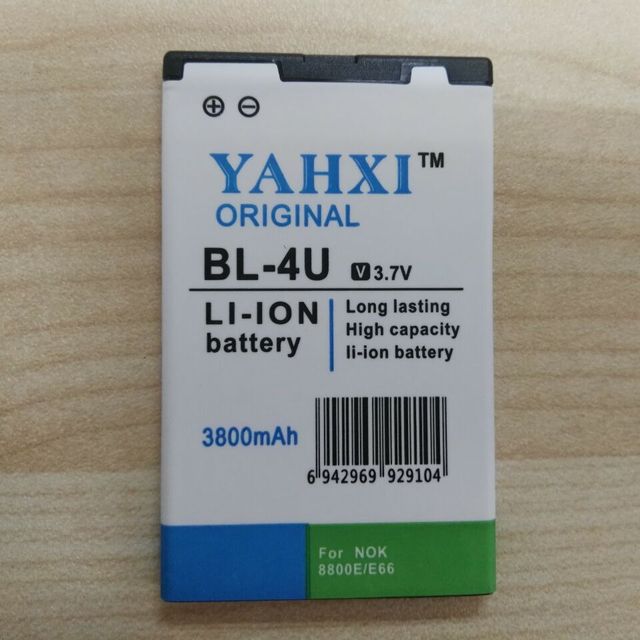 ⊕ ⊖
YAHXI™
ORIGINAL
BL-4U V 3.7V
LI-ION
battery
Long lasting
High capacity
li-ion battery
3800mAh
6 942969 929104
For NOK
8800E/E66